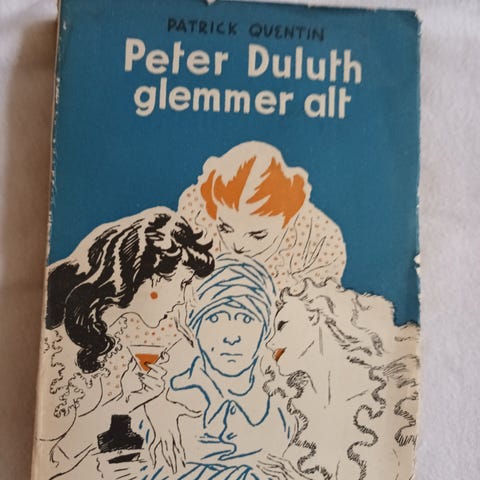 PATRICK QUENTIN
Peter Duluth
glemmer alt